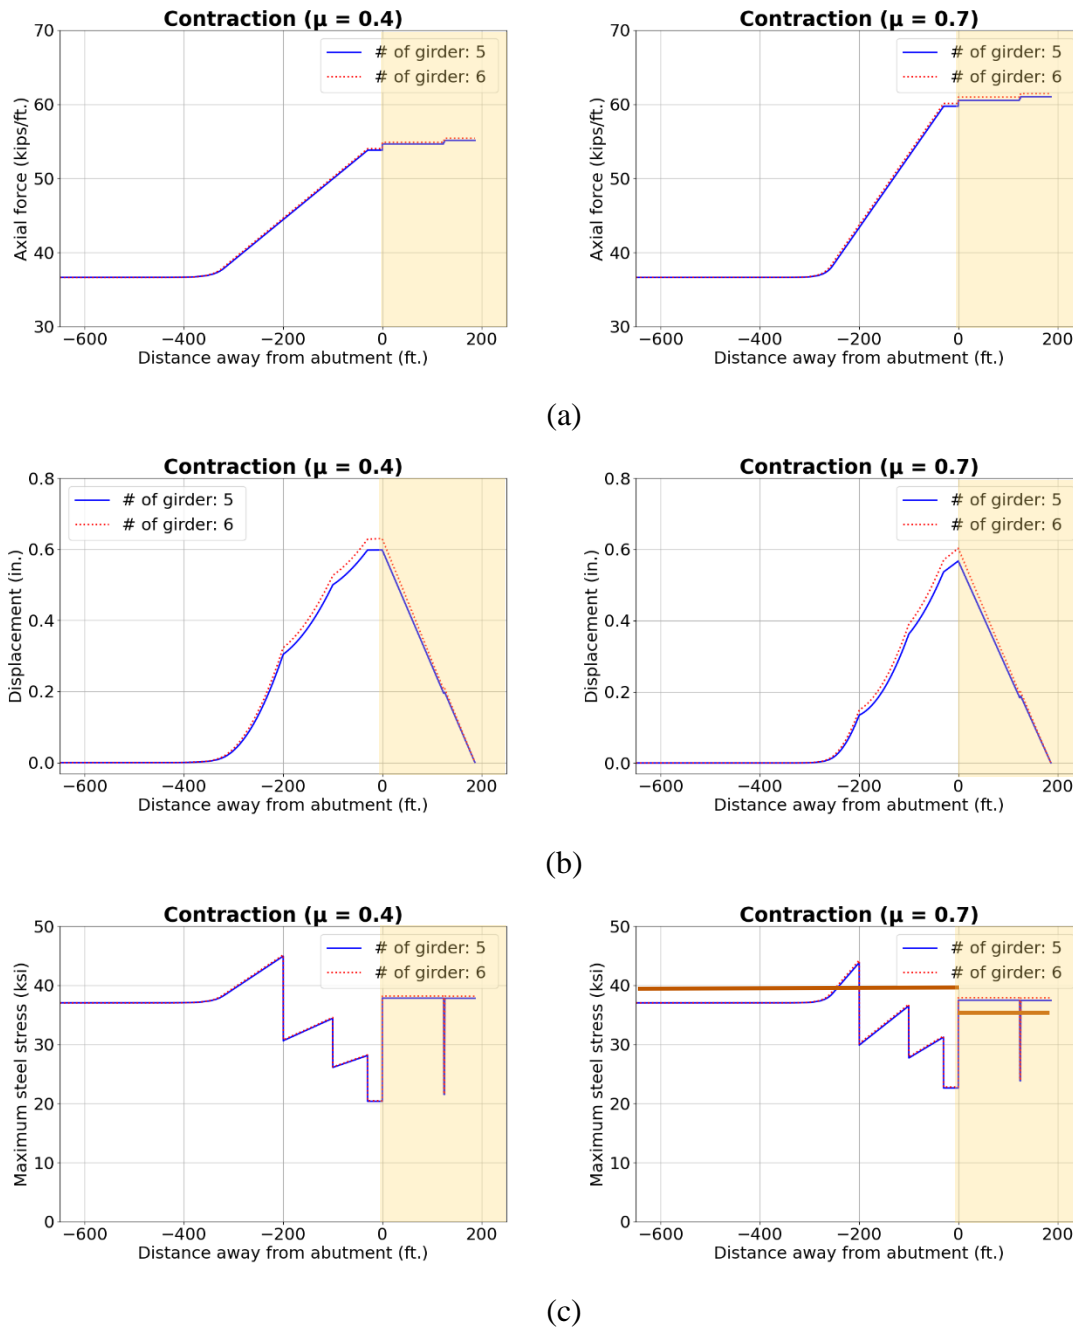 Contraction (μ = 0.4)
Axial force (kips/ft.)
70
60
50
40
30
# of girder: 5
# of girder: 6
−600 −400 −200 0 200
Distance away from abutment (ft.)
Contraction (μ = 0.7)
Axial force (kips/ft.)
70
60
50
40
30
# of girder: 5
# of girder: 6
−600 −400 −200 0 200
Distance away from abutment (ft.)
(a)
Contraction (μ = 0.4)
Displacement (in.)
0.8
0.6
0.4
0.2
0.0
# of girder: 5
# of girder: 6
−600 −400 −200 0 200
Distance away from abutment (ft.)
Contraction (μ = 0.7)
Displacement (in.)
0.8
0.6
0.4
0.2
0.0
# of girder: 5
# of girder: 6
−600 −400 −200 0 200
Distance away from abutment (ft.)
(b)
Contraction (μ = 0.4)
Maximum steel stress (ksi)
50
40
30
20
10
0
# of girder: 5
# of girder: 6
−600 −400 −200 0 200
Distance away from abutment (ft.)
Contraction (μ = 0.7)
Maximum steel stress (ksi)
50
40
30
20
10
0
# of girder: 5
# of girder: 6
−600 −400 −200 0 200
Distance away from abutment (ft.)
(c)